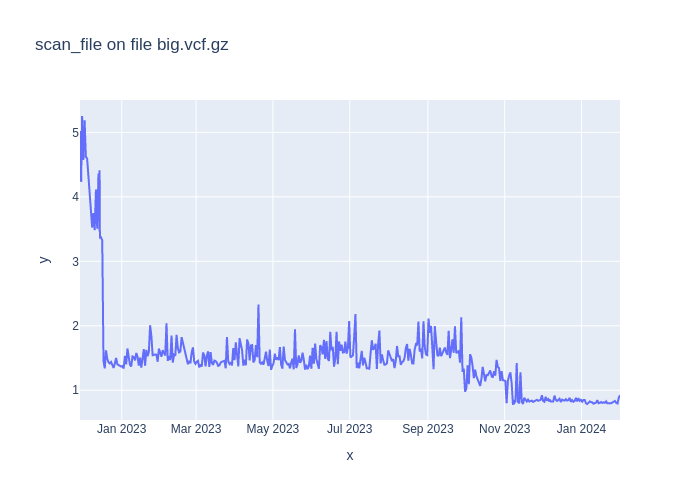 scan_file on file big.vcf.gz
5
4
3
2
1
y
Jan 2023
Mar 2023
May 2023
Jul 2023
Sep 2023
Nov 2023
Jan 2024
x